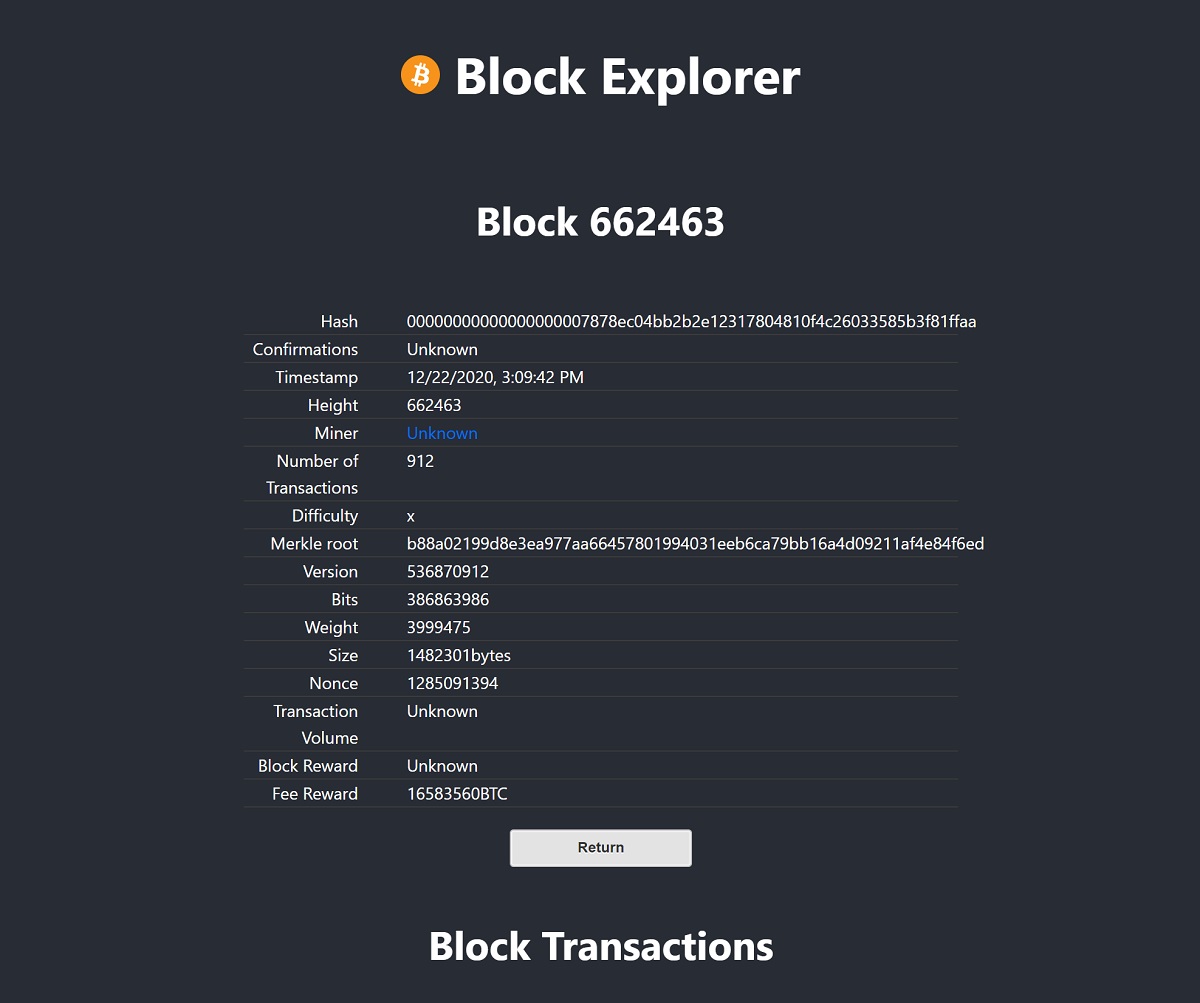 Block Explorer
Block 662463
Hash 00000000000000000007878ec04bb2b2e12317804810f4c26033585b3f81ffaa
Confirmations Unknown
Timestamp 12/22/2020, 3:09:42 PM
Height 662463
Miner Unknown
Number of 912
Transactions
Difficulty x
Merkle root b88a02199d8e3ea977aa66457801994031eeb6ca79bb16a4d09211af4e84f6ed
Version 536870912
Bits 386863986
Weight 3999475
Size 1482301bytes
Nonce 1285091394
Transaction Unknown
Volume
Block Reward Unknown
Fee Reward 16583560BTC
Return
Block Transactions